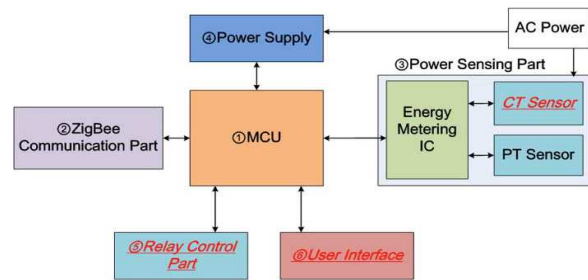 AC Power
④Power Supply
③Power Sensing Part
CT Sensor
Energy
Metering
IC
②ZigBee
Communication Part
①MCU
PT Sensor
⑤Relay Control
Part
⑥User Interface